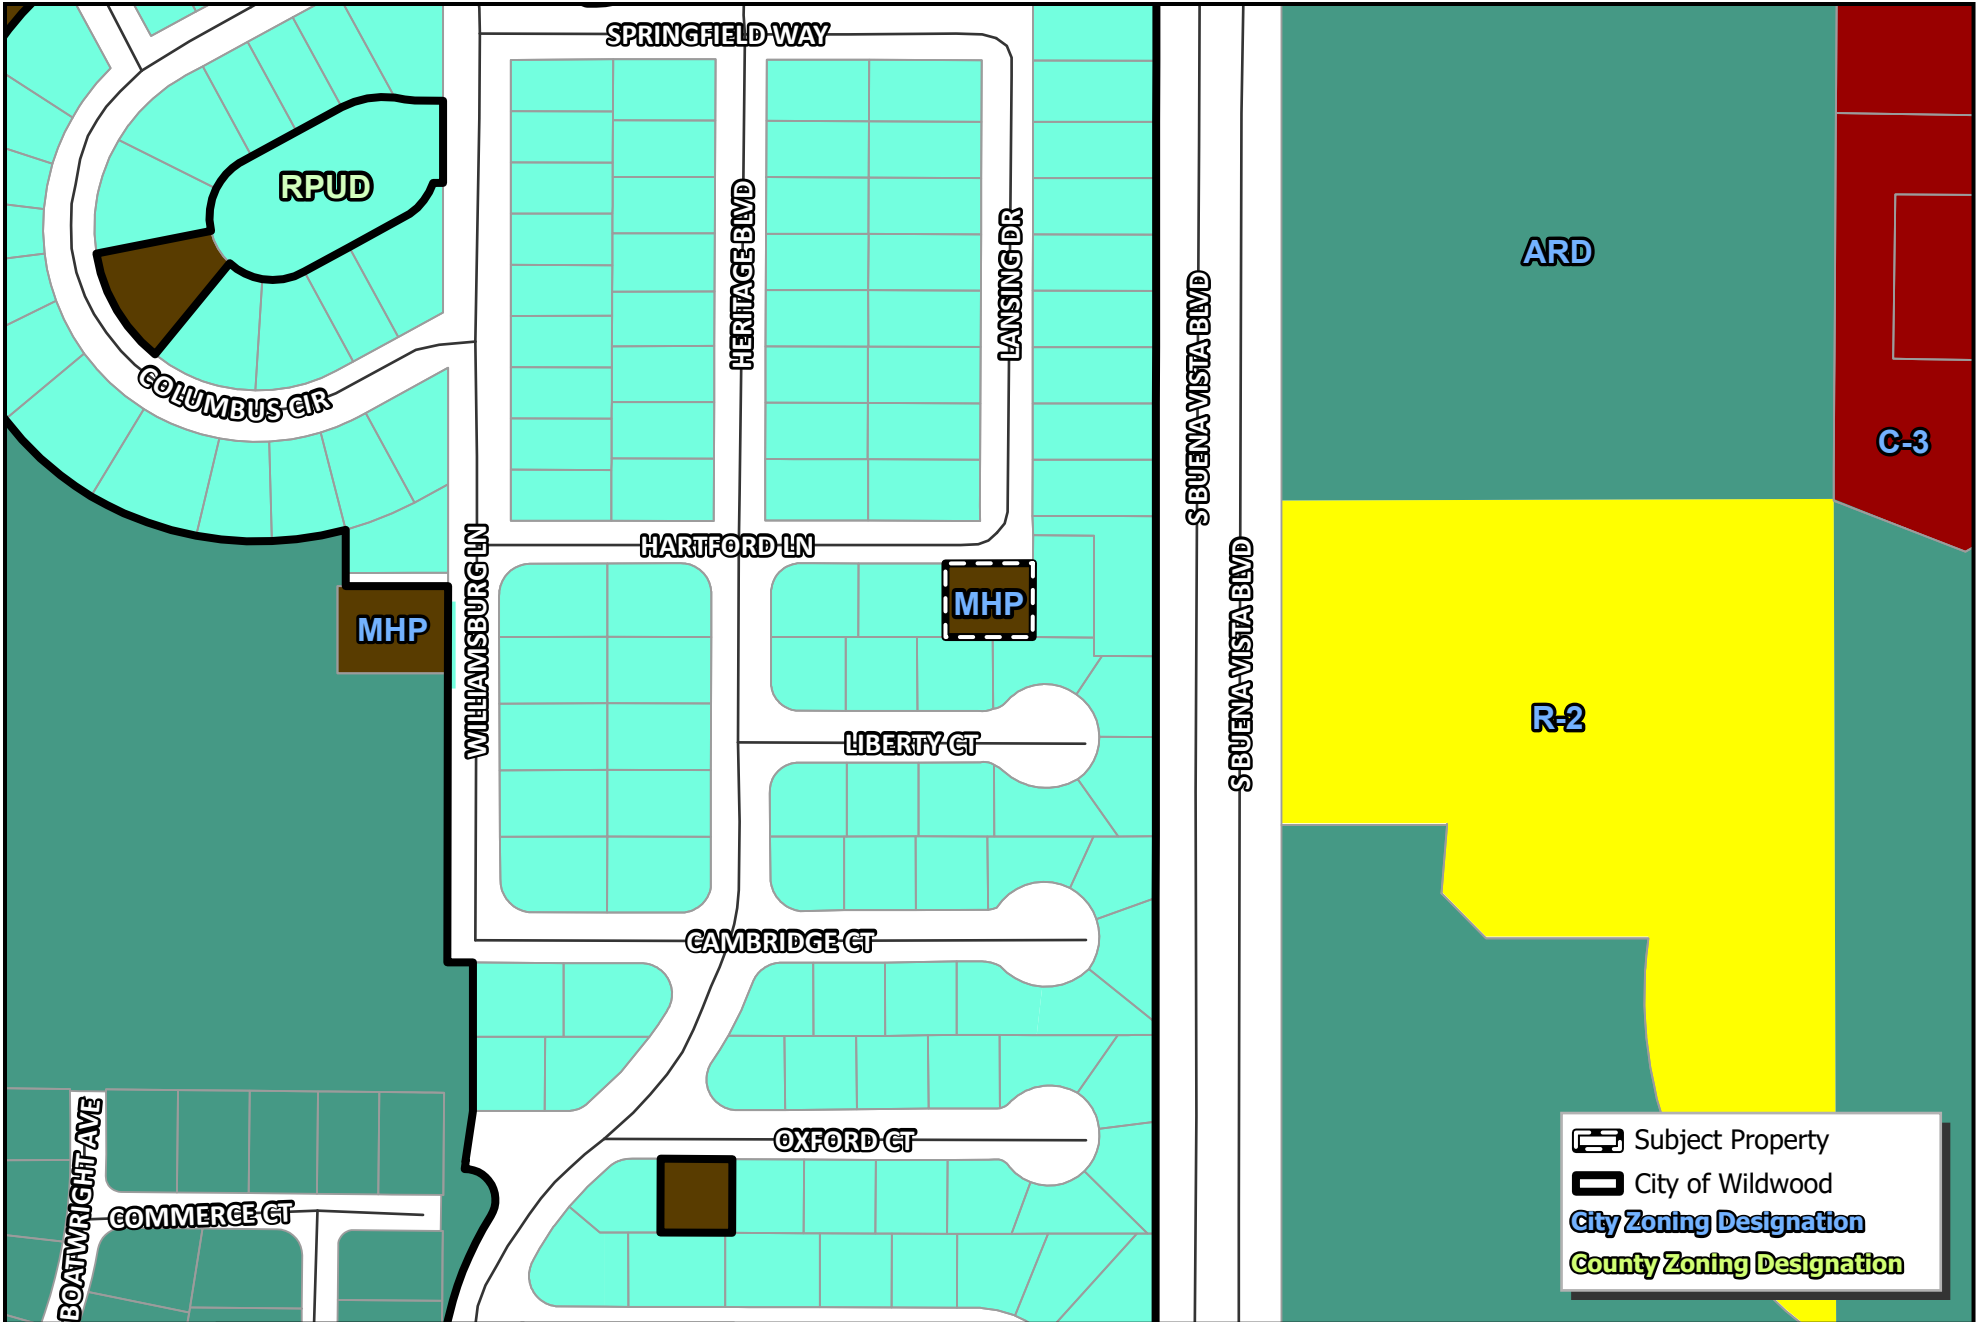 SPRINGFIELD WAY
RPUD
HERITAGE BLVD
LANSING DR
ARD
S BUENA VISTA BLVD
COLUMBUS CIR
C-3
HARTFORD LN
WILLIAMSBURG LN
MHP
MHP
S BUENA VISTA BLVD
R-2
LIBERTY CT
CAMBRIDGE CT
OXFORD CT
BOATWRIGHT AVE
COMMERCE CT
Subject Property
City of Wildwood
City Zoning Designation
County Zoning Designation